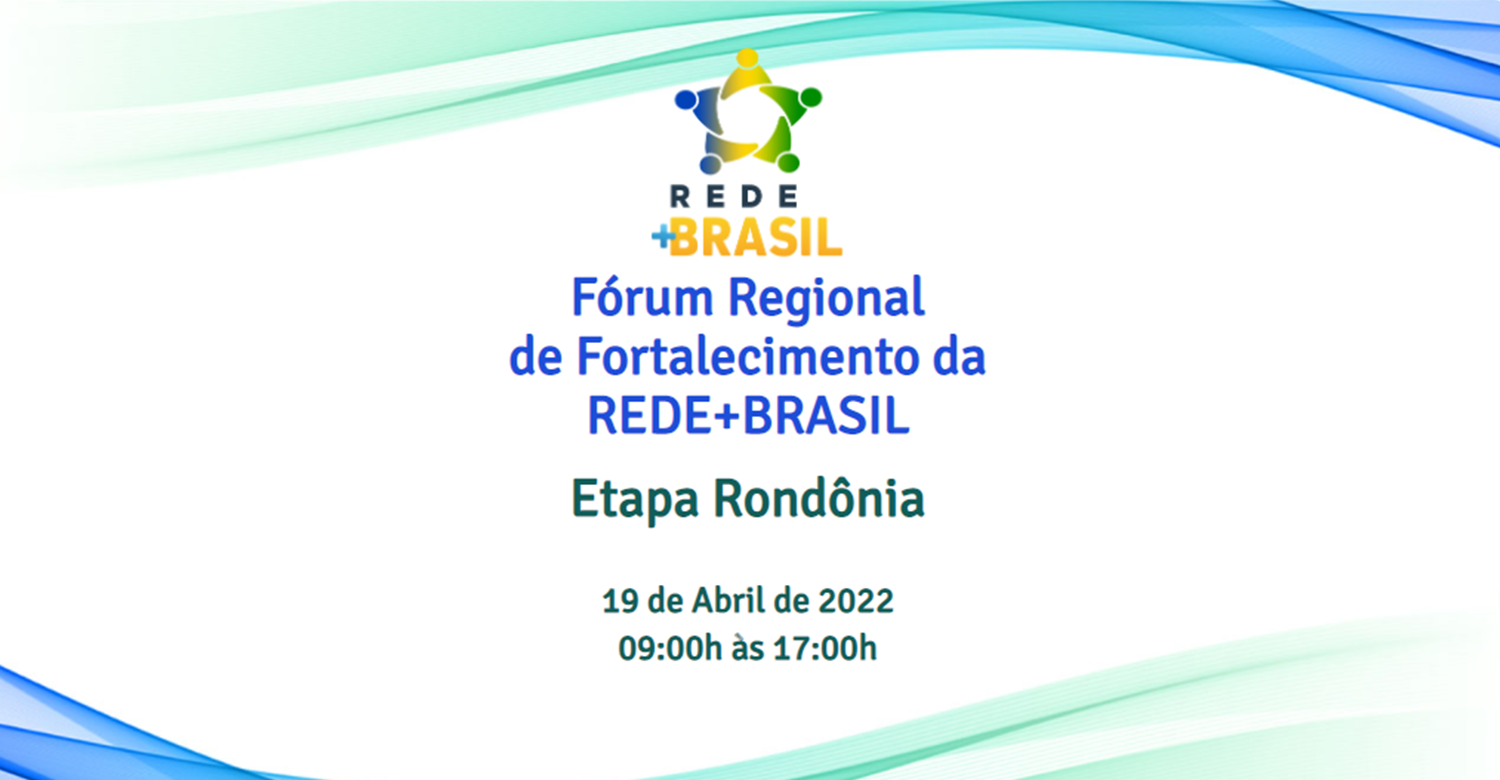 REDE
+BRASIL
Fórum Regional
de Fortalecimento da
REDE+BRASIL
Etapa Rondônia
19 de Abril de 2022
09:00h às 17:00h